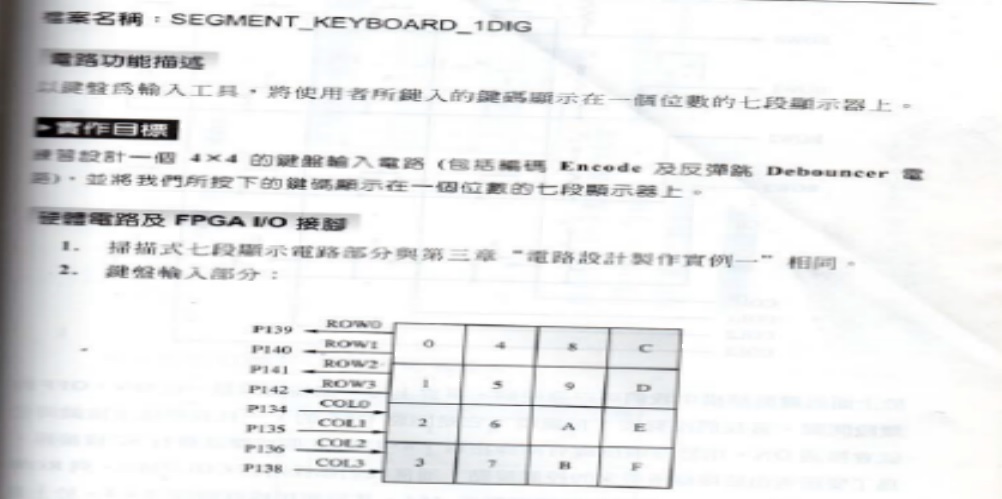 檔案名稱：SEGMENT_KEYBOARD_1DIG
電路功能描述
以鍵盤爲輸入工具，將使用者所鍵入的鍵碼顯示在一個位數的七段顯示器上。
►實作目標
練習設計一個 4×4 的鍵盤輸入電路 (包括編碼 Encode 及反彈跳 Debouncer 電
路)，並將我們所按下的鍵碼顯示在一個位數的七段顯示器上。
硬體電路及 FPGA I/O 接腳
1. 掃描式七段顯示電路部分與第三章 "電路設計製作實例一" 相同。
2. 鍵盤輸入部分：
P139 ROW0
P140 ROW1 0 4 8 C
P141 ROW2
P142 ROW3 1 5 9 D
P134 COL0
P135 COL1 2 6 A E
P136 COL2
P138 COL3 3 7 B F